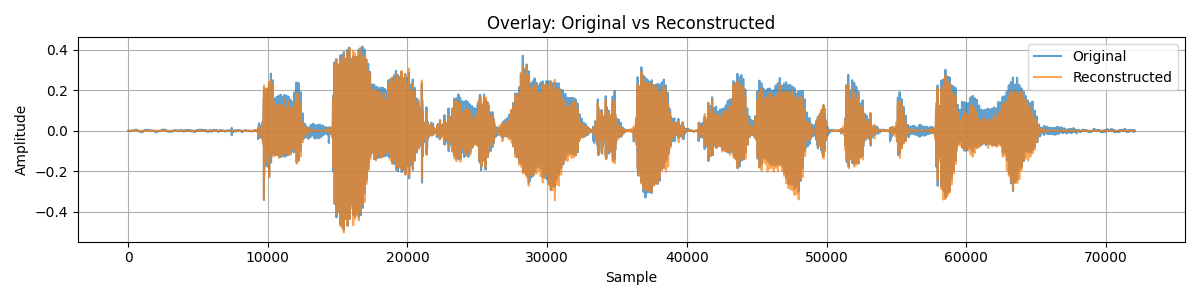 Overlay: Original vs Reconstructed
Original
Reconstructed
Amplitude
0.4
0.2
0.0
−0.2
−0.4
0 10000 20000 30000 40000 50000 60000 70000
Sample